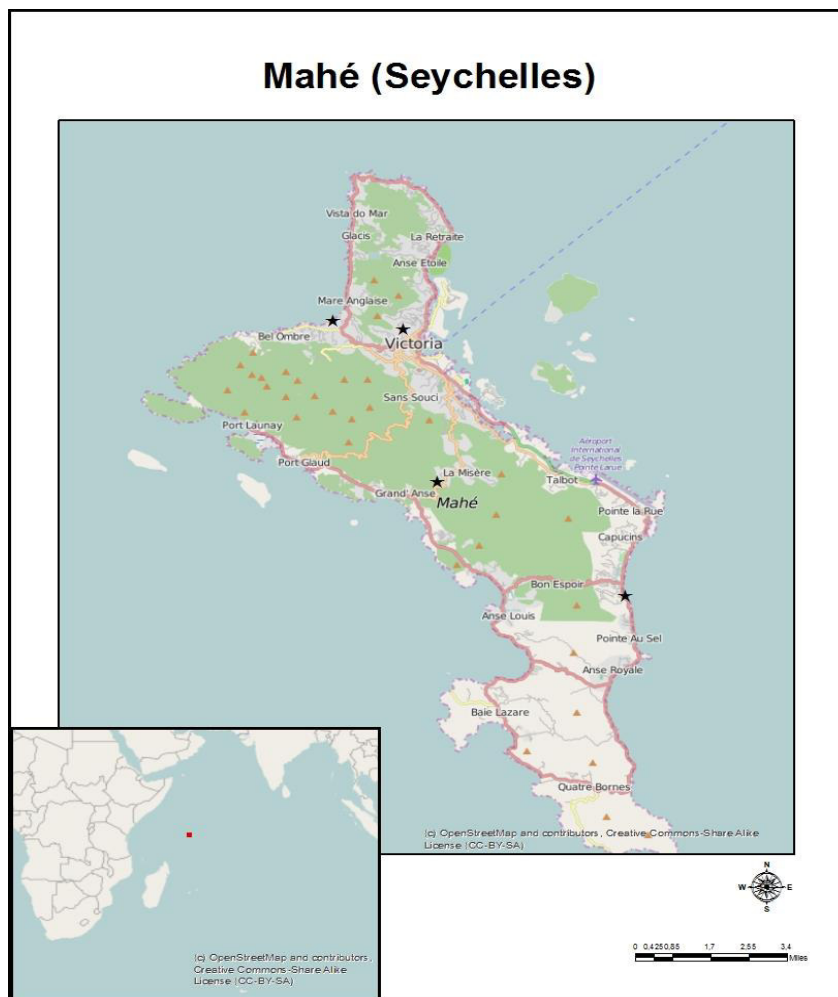 Mahé (Seychelles)
Vista do Mar
Glacis
La Retraite
Anse Etoile
Mare Anglaise
Bel Ombre
Victoria
Sans Souci
Port Launay
Port Glaud
La Misère
Grand' Anse
Mahé
Aéroport
International
de Seychelles
Pointe Larue
Talbot
Pointe la Rue
Capucins
Bon Espoir
Anse Louis
Pointe Au Sel
Anse Royale
Baie Lazare
Quatre Bornes
(c) OpenStreetMap and contributors, Creative Commons-Share Alike
License (CC-BY-SA)
(c) OpenStreetMap and contributors,
Creative Commons-Share Alike
License (CC-BY-SA)
N
W E
S
0 0,425 0,85 1,7 2,55 3,4
Miles